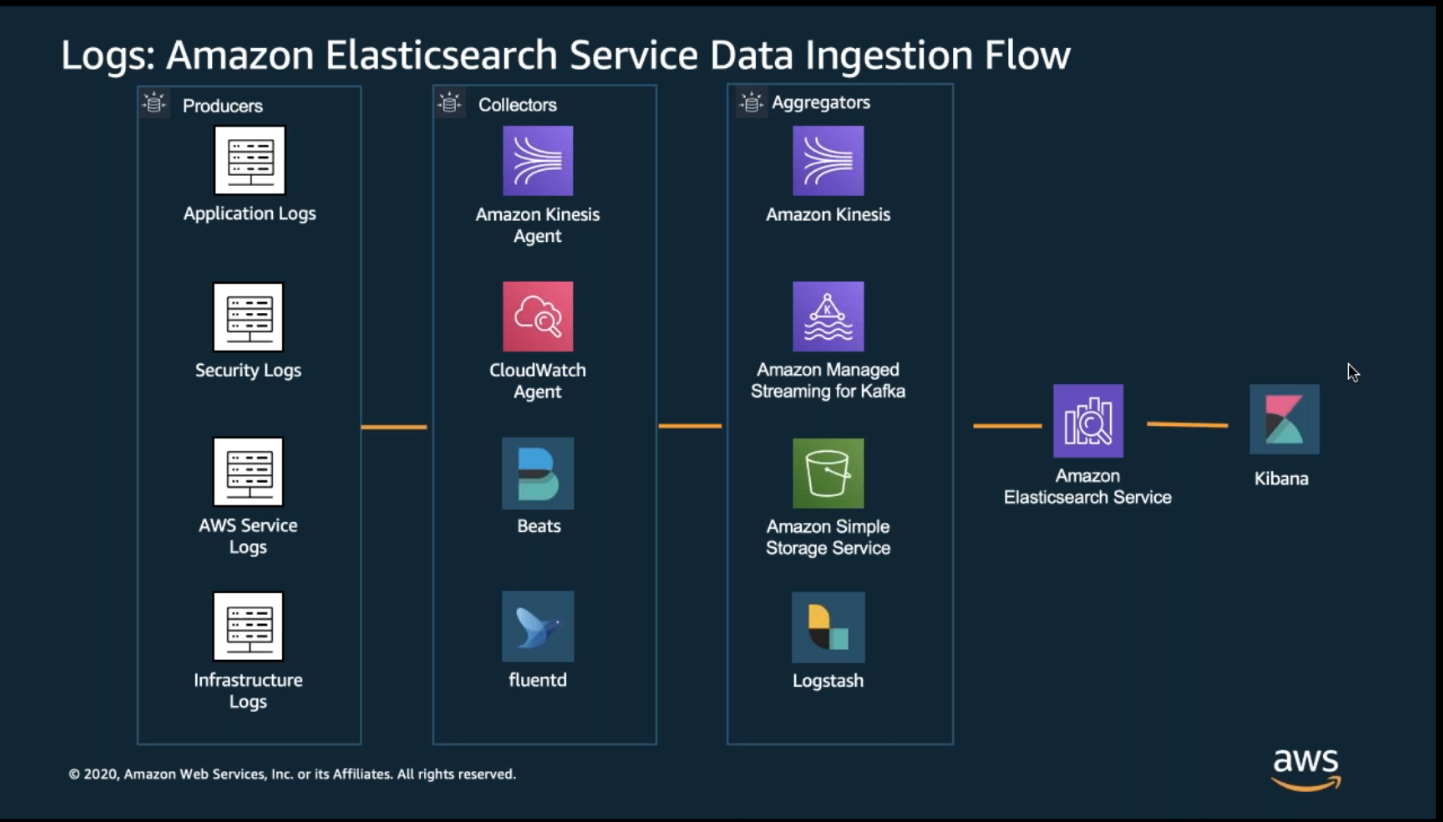 Logs: Amazon Elasticsearch Service Data Ingestion Flow
Producers
Application Logs
Security Logs
AWS Service
Logs
Infrastructure
Logs
Collectors
Amazon Kinesis
Agent
CloudWatch
Agent
Beats
fluentd
Aggregators
Amazon Kinesis
K
Amazon Managed
Streaming for Kafka
Amazon Simple
Storage Service
Logstash
Amazon
Elasticsearch Service
Kibana
© 2020, Amazon Web Services, Inc. or its Affiliates. All rights reserved.
aws